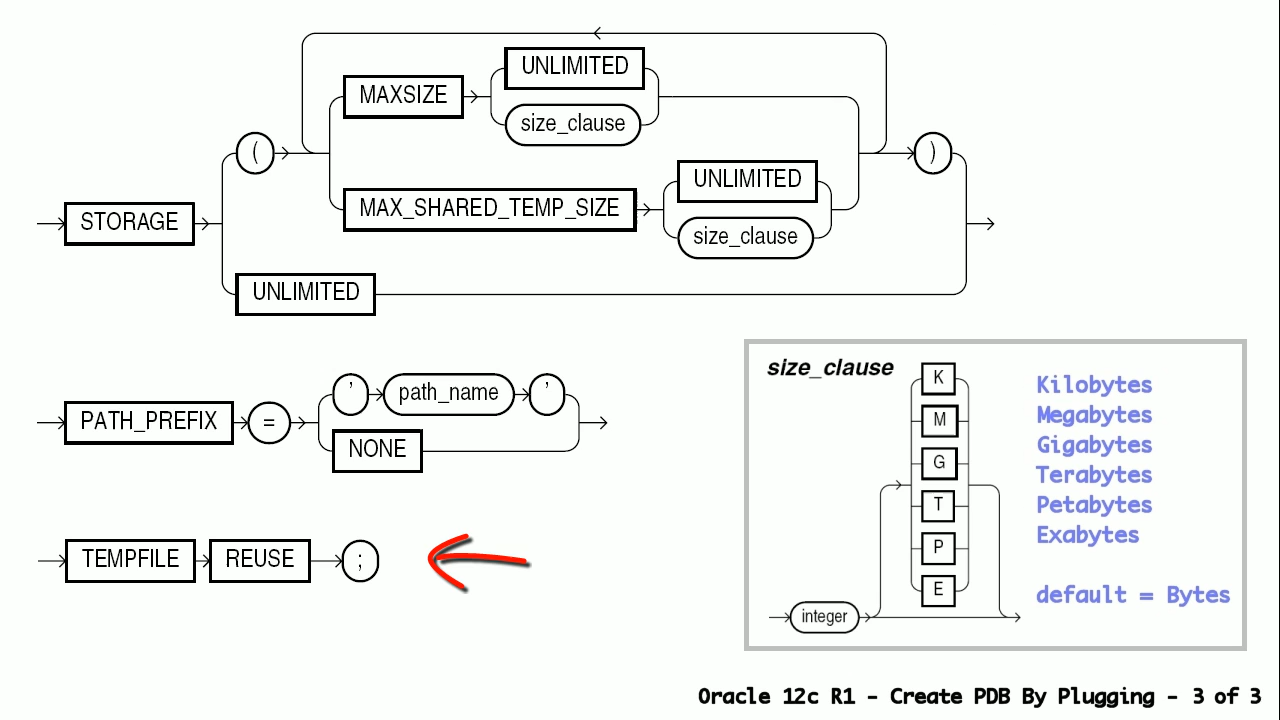 UNLIMITED
MAXSIZE
size_clause
(
)
UNLIMITED
MAX_SHARED_TEMP_SIZE
size_clause
STORAGE
UNLIMITED
' path_name '
PATH_PREFIX =
NONE
TEMPFILE REUSE ;
size_clause
K Kilobytes
M Megabytes
G Gigabytes
T Terabytes
P Petabytes
E Exabytes
default = Bytes
integer
Oracle 12c R1 - Create PDB By Plugging - 3 of 3